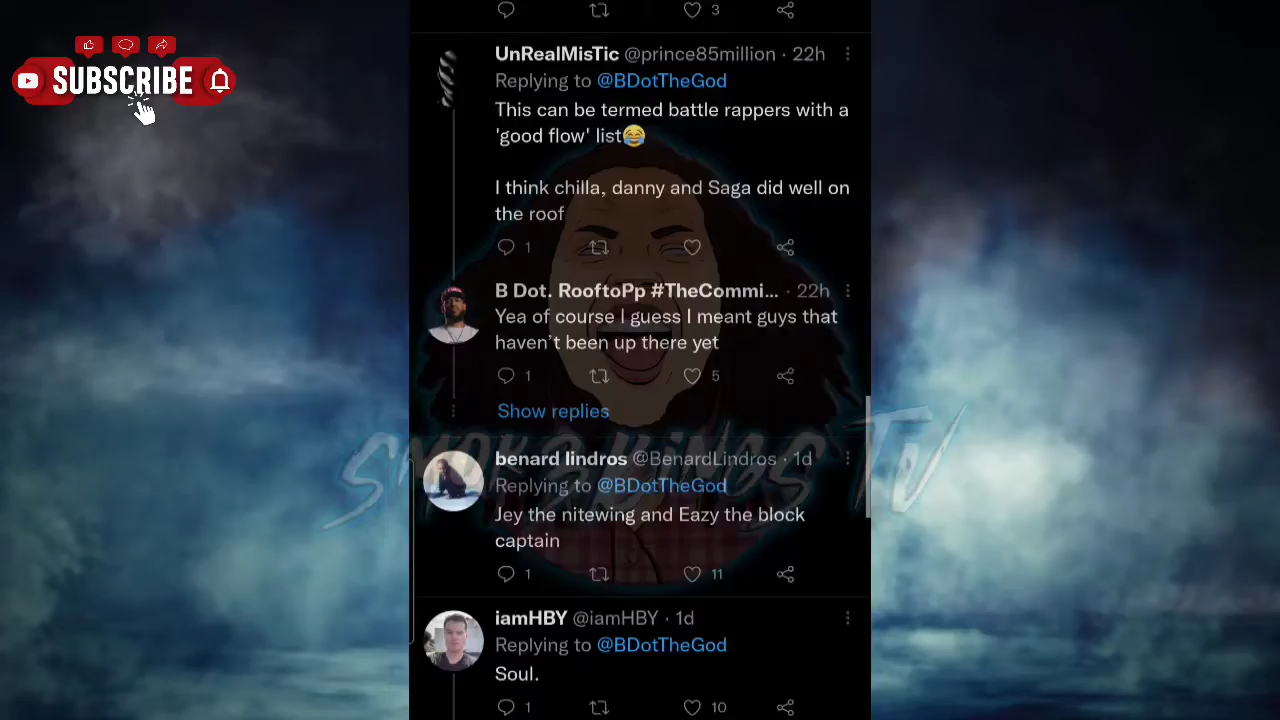 SUBSCRIBE
3
UnRealMisTic @prince85million · 22h
Replying to @BDotTheGod
This can be termed battle rappers with a
'good flow' list😂
I think chilla, danny and Saga did well on
the roof
1
B Dot. RooftoPp #TheCommi... · 22h
Yea of course I guess I meant guys that
haven't been up there yet
1 5
Show replies
SMOKE KINGS TV
benard lindros @BenardLindros · 1d
Replying to @BDotTheGod
Jey the nitewing and Eazy the block
captain
1 11
iamHBY @iamHBY · 1d
Replying to @BDotTheGod
Soul.
1 10